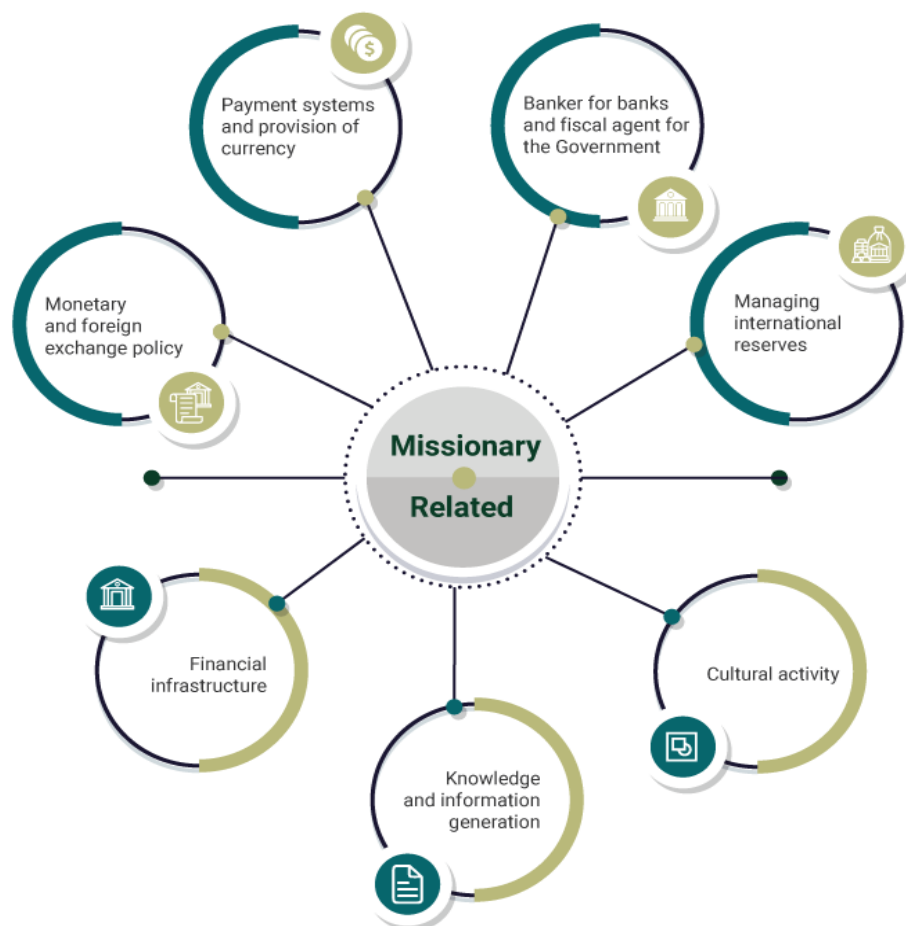 Payment systems
and provision of
currency
Banker for banks
and fiscal agent for
the Government
Monetary
and foreign
exchange policy
Managing
international
reserves
Missionary
Related
Financial
infrastructure
Cultural activity
Knowledge
and information
generation
$